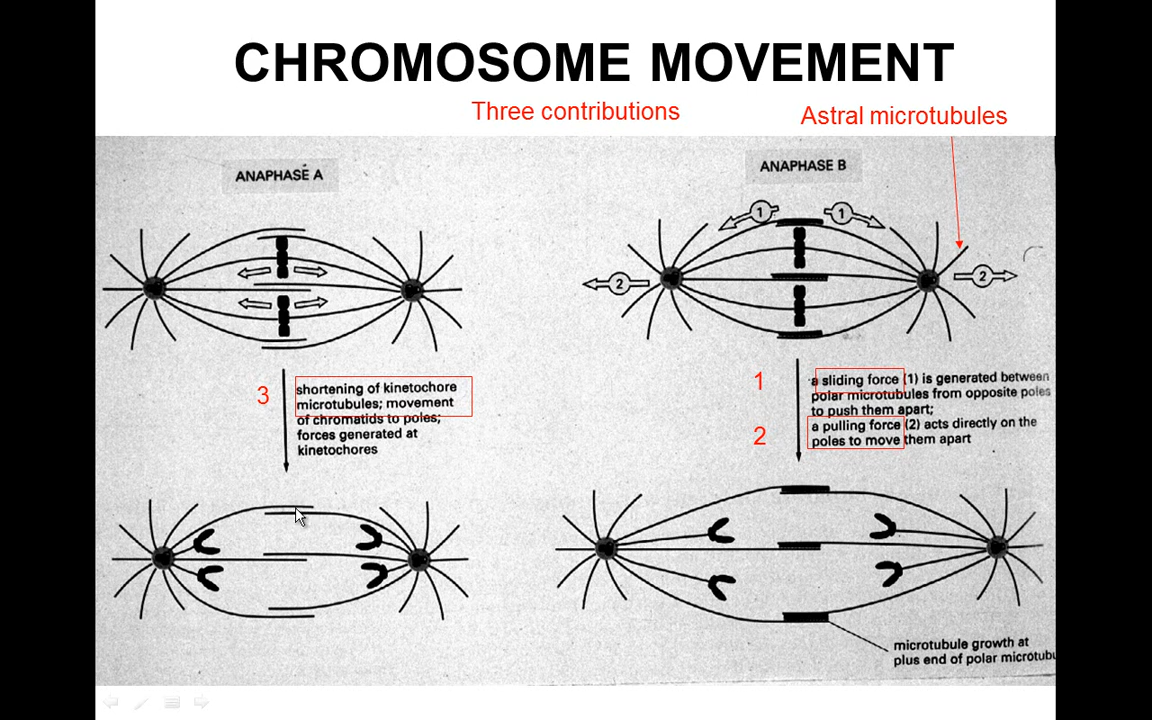 CHROMOSOME MOVEMENT
Three contributions
Astral microtubules
ANAPHASE A
ANAPHASE B
1
1
2
2
3
shortening of kinetochore
microtubules; movement
of chromatids to poles;
forces generated at
kinetochores
1
2
a sliding force (1) is generated between
polar microtubules from opposite poles
to push them apart;
a pulling force (2) acts directly on the
poles to move them apart
microtubule growth at
plus end of polar microtubu